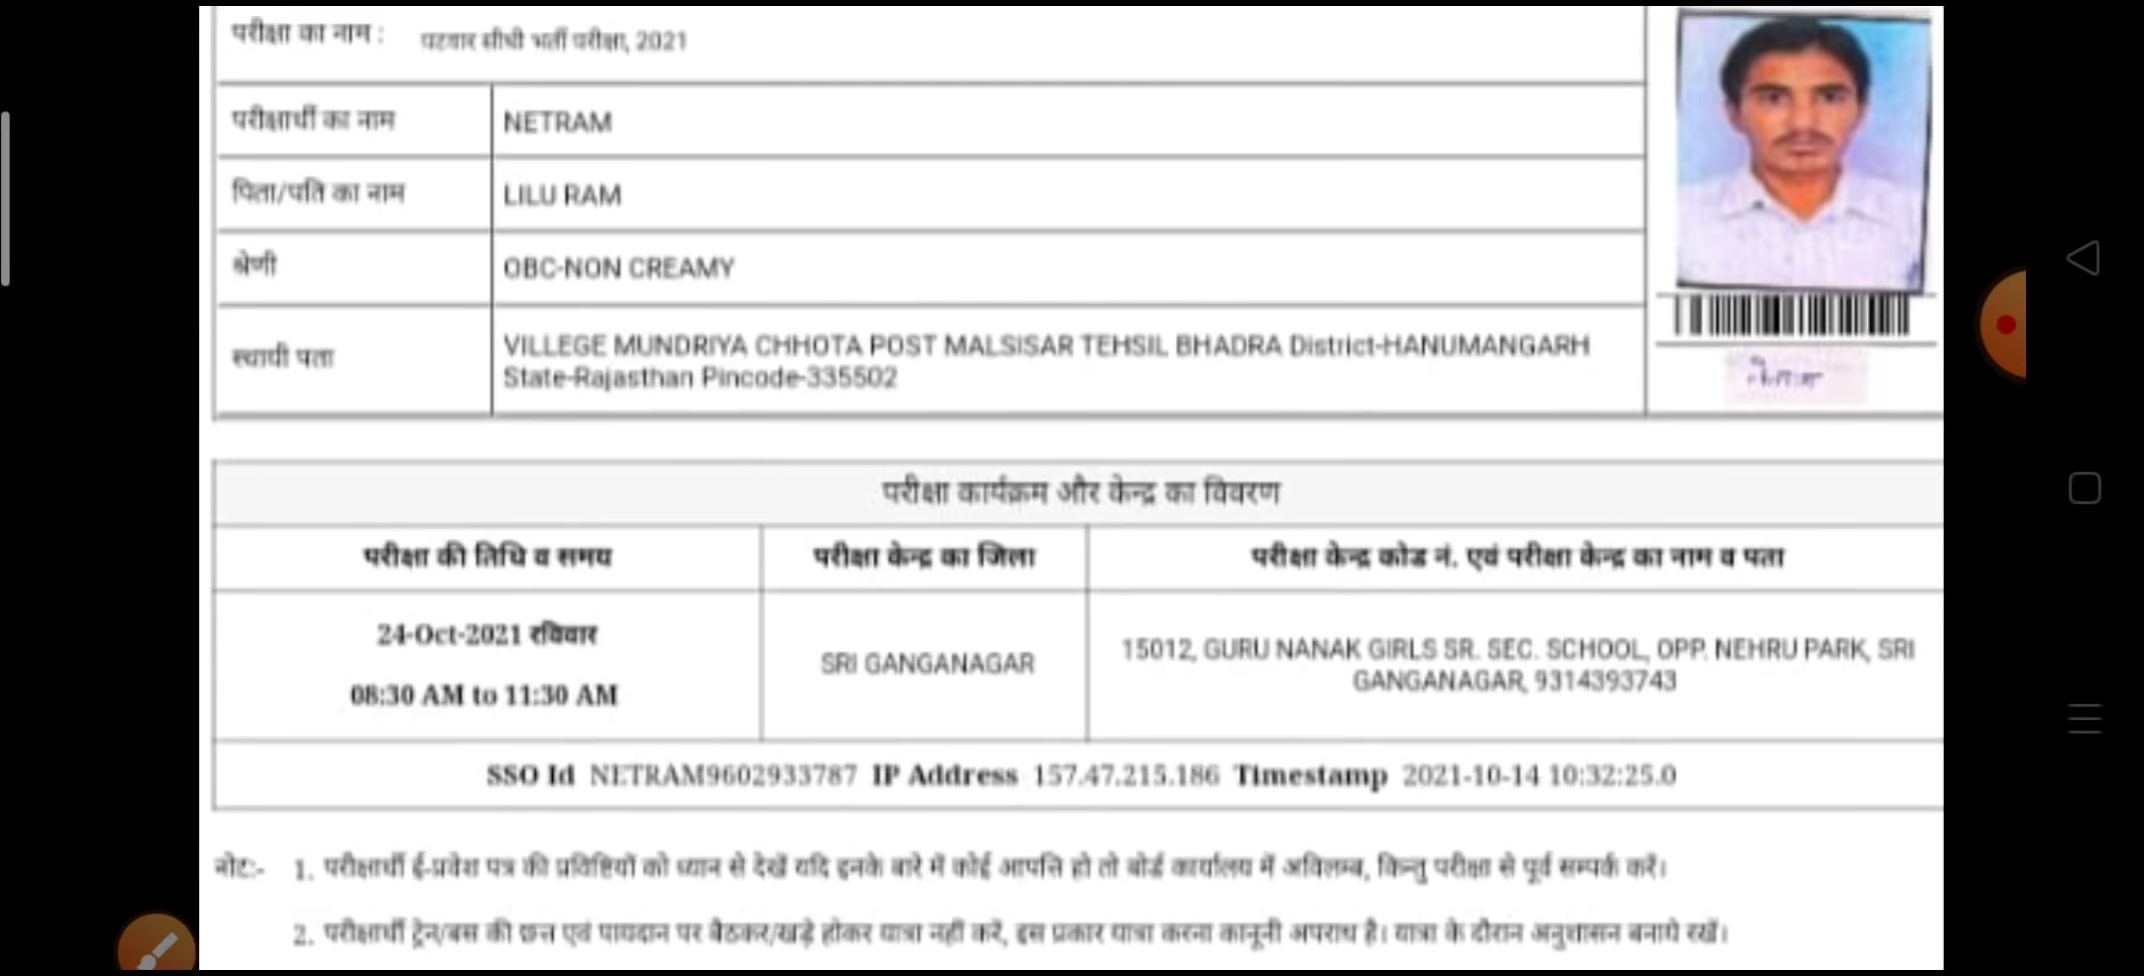 परीक्षा का नाम : पटवार सीधी भर्ती परीक्षा, 2021
परीक्षार्थी का नाम NETRAM
पिता/पति का नाम LILU RAM
श्रेणी OBC-NON CREAMY
स्थायी पता VILLEGE MUNDRIYA CHHOTA POST MALSISAR TEHSIL BHADRA District-HANUMANGARH
State-Rajasthan Pincode-335502
नेतराम
परीक्षा कार्यक्रम और केन्द्र का विवरण
परीक्षा की तिथि व समय परीक्षा केन्द्र का जिला परीक्षा केन्द्र कोड नं. एवं परीक्षा केन्द्र का नाम व पता
24-Oct-2021 रविवार
08:30 AM to 11:30 AM
SRI GANGANAGAR
15012, GURU NANAK GIRLS SR. SEC. SCHOOL, OPP. NEHRU PARK, SRI
GANGANAGAR, 9314393743
SSO Id NETRAM9602933787 IP Address 157.47.215.186 Timestamp 2021-10-14 10:32:25.0
नोट:- 1. परीक्षार्थी ई-प्रवेश पत्र की प्रविष्टियों को ध्यान से देखें यदि इनके बारे में कोई आपत्ति हो तो बोर्ड कार्यालय में अविलम्ब, किन्तु परीक्षा से पूर्व सम्पर्क करें।
2. परीक्षार्थी ट्रेन/बस की छत एवं पायदान पर बैठकर/खड़े होकर यात्रा नहीं करें, इस प्रकार यात्रा करना कानूनी अपराध है। यात्रा के दौरान अनुशासन बनाये रखें।